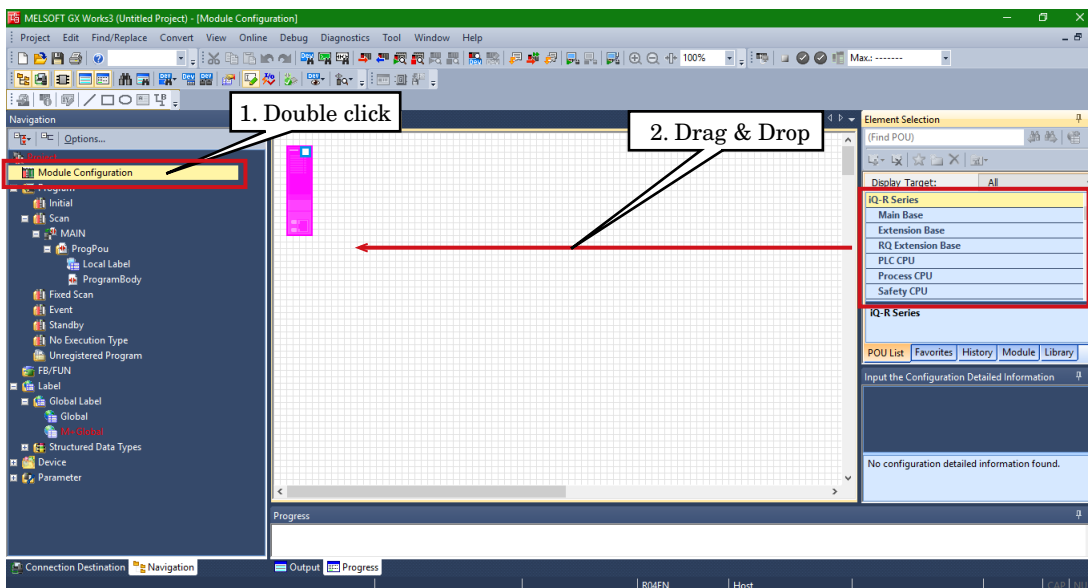 MELSOFT GX Works3 (Untitled Project) - [Module Configuration]
Project Edit Find/Replace Convert View Online Debug Diagnostics Tool Window Help
100%
Max.: -------
1. Double click
2. Drag & Drop
Navigation
Options...
Project
Module Configuration
Program
Initial
Scan
MAIN
ProgPou
Local Label
ProgramBody
Fixed Scan
Event
Standby
No Execution Type
Unregistered Program
FB/FUN
Label
Global Label
Global
M+Global
Structured Data Types
Device
Parameter
Connection Destination Navigation
Element Selection
(Find POU)
Display Target: All
iQ-R Series
Main Base
Extension Base
RQ Extension Base
PLC CPU
Process CPU
Safety CPU
iQ-R Series
POU List Favorites History Module Library
Input the Configuration Detailed Information
No configuration detailed information found.
Progress
Output Progress
R04EN Host CAP NU